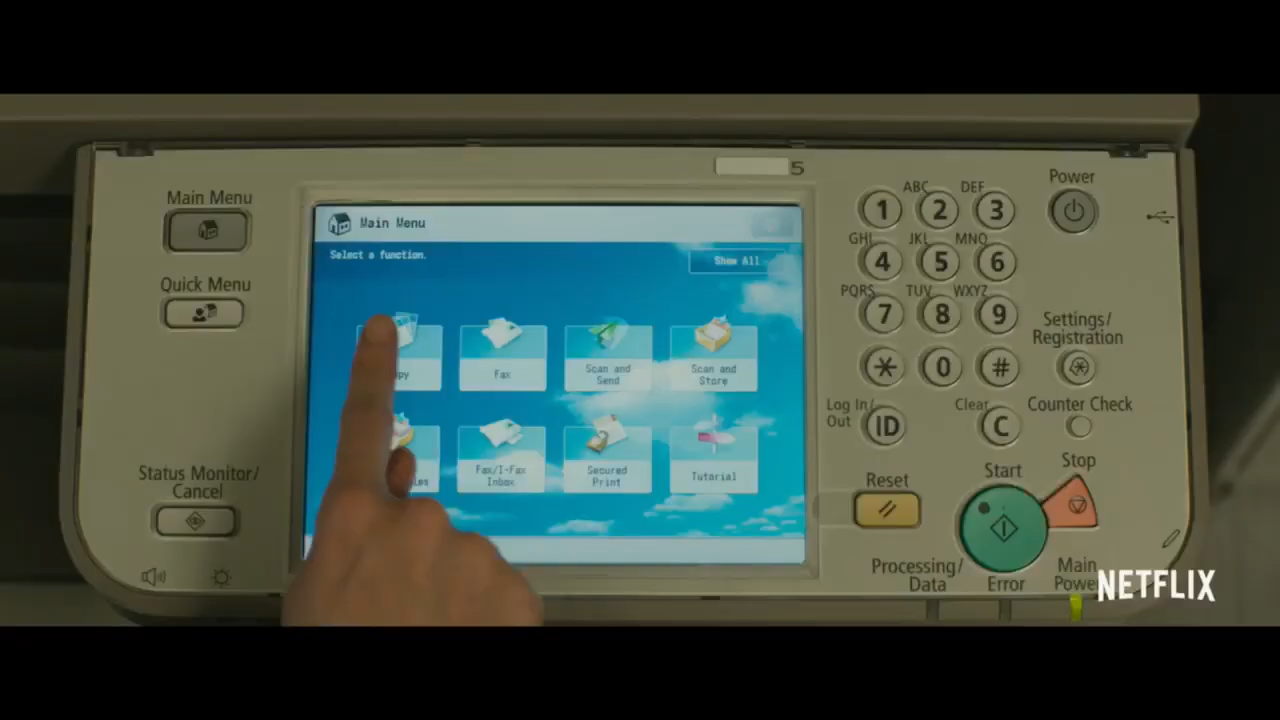 5
Main Menu
Quick Menu
Status Monitor/
Cancel
Main Menu
Select a function.
Show All
Fax
Scan and
Send
Scan and
Store
Fax/I-Fax
Inbox
Secured
Print
Tutorial
ABC DEF
1 2 3
GHI JKL MNO
4 5 6
PQRS TUV WXYZ
7 8 9
* 0 #
Log In/
Out
ID
Clear
C
Power
Settings/
Registration
Counter Check
Reset
Start
Stop
Processing/
Data
Error
Main
Power
NETFLIX